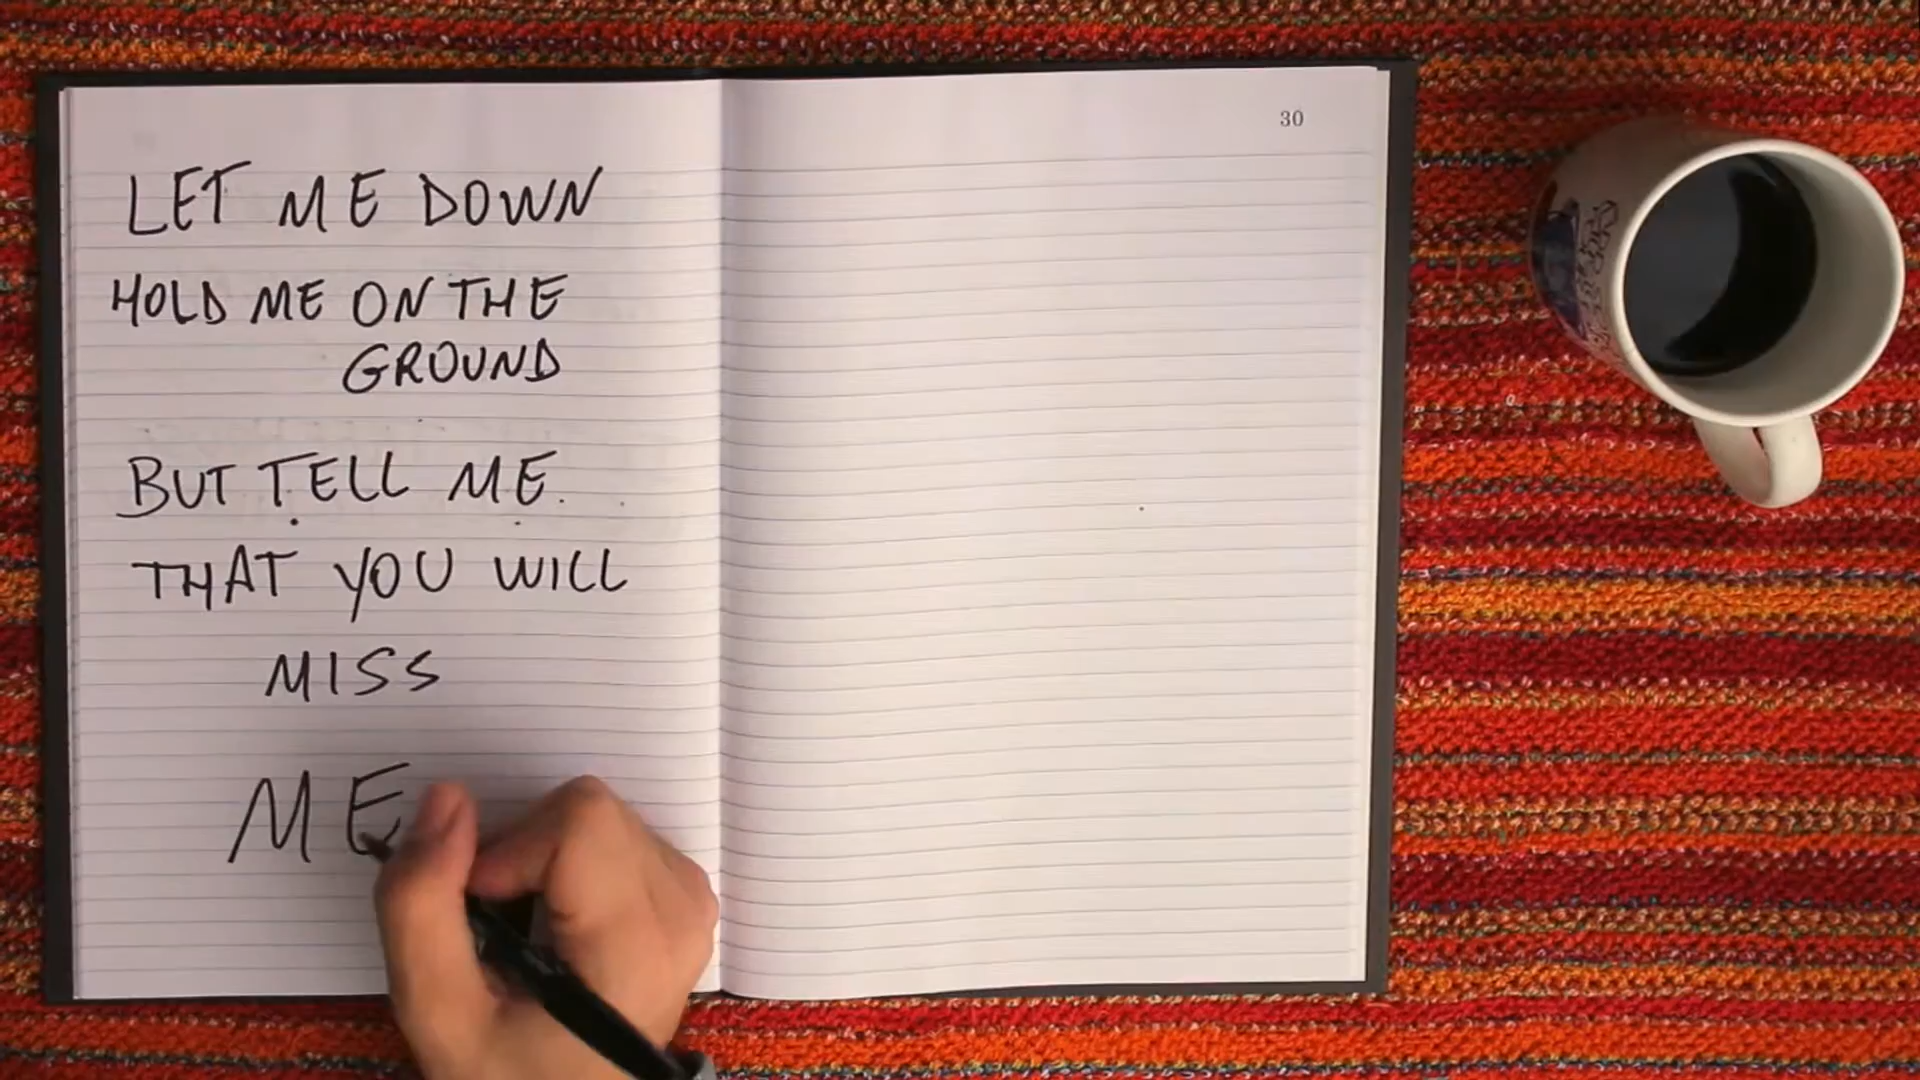 30
LET ME DOWN
HOLD ME ON THE
GROUND
BUT TELL ME.
THAT YOU WILL
MISS
ME